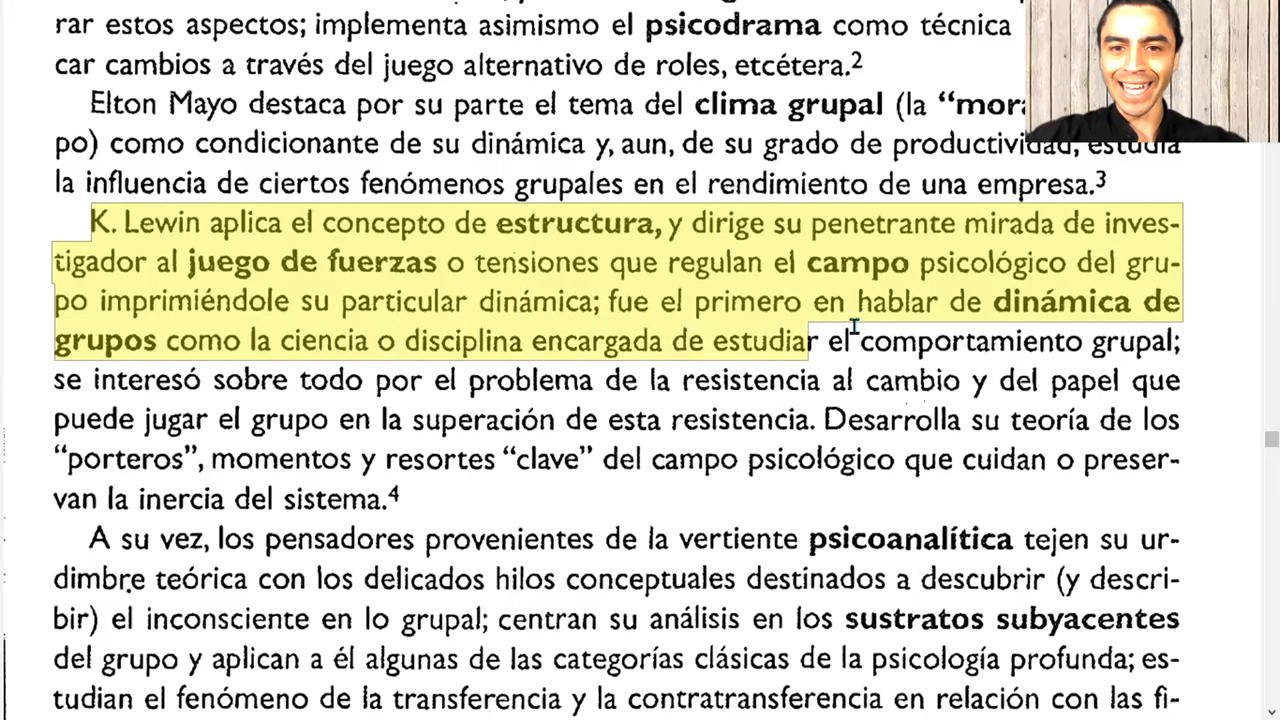 rar estos aspectos; implementa asimismo el psicodrama como técnica
car cambios a través del juego alternativo de roles, etcétera.2
Elton Mayo destaca por su parte el tema del clima grupal (la
po) como condicionante de su dinámica y, aun, de su grado de productividad; estudia
la influencia de ciertos fenómenos grupales en el rendimiento de una empresa.3
K. Lewin aplica el concepto de estructura, y dirige su penetrante mirada de inves-
tigador al juego de fuerzas o tensiones que regulan el campo psicológico del gru-
po imprimiéndole su particular dinámica; fue el primero en hablar de dinámica de
grupos como la ciencia o disciplina encargada de estudiar el comportamiento grupal;
se interesó sobre todo por el problema de la resistencia al cambio y del papel que
puede jugar el grupo en la superación de esta resistencia. Desarrolla su teoría de los
“porteros”, momentos y resortes “clave” del campo psicológico que cuidan o preser-
van la inercia del sistema.4
A su vez, los pensadores provenientes de la vertiente psicoanalítica tejen su ur-
dimbre teórica con los delicados hilos conceptuales destinados a descubrir (y descri-
bir) el inconsciente en lo grupal; centran su análisis en los sustratos subyacentes
del grupo y aplican a él algunas de las categorías clásicas de la psicología profunda; es-
tudian el fenómeno de la transferencia y la contratransferencia en relación con las fi-